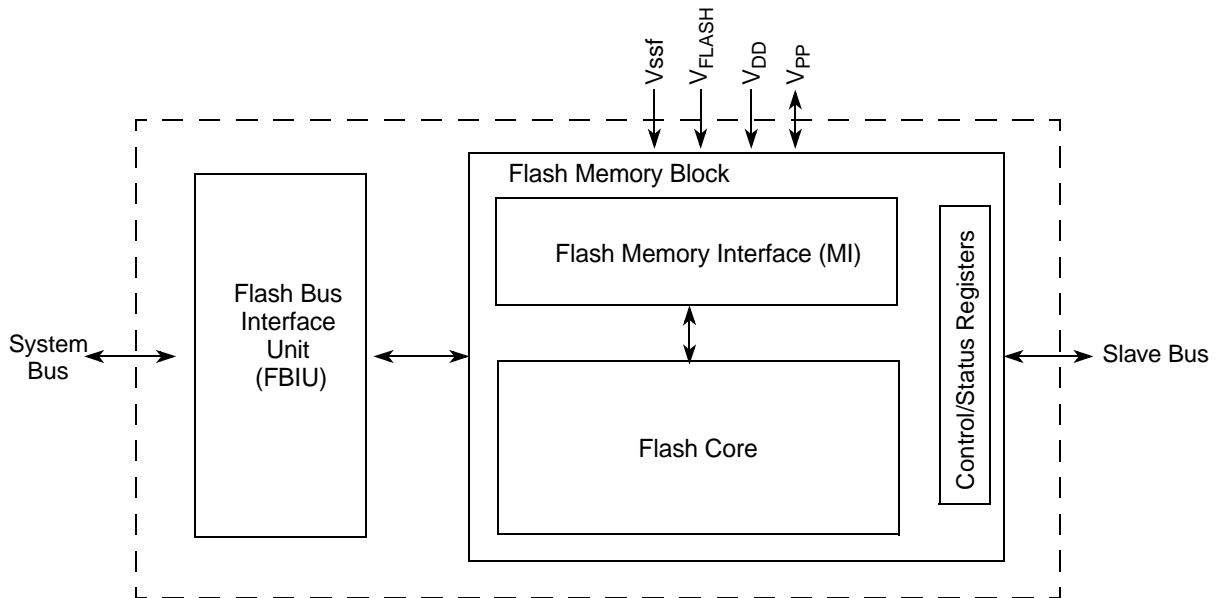 Vssf
VFLASH
VDD
VPP
Flash Memory Block
Flash Memory Interface (MI)
Flash Bus
Interface
Unit
(FBIU)
System
Bus
Control/Status Registers
Slave Bus
Flash Core